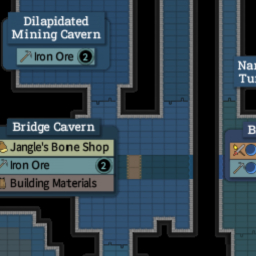 Dilapidated
Mining Cavern
Iron Ore 2
Bridge Cavern
Jangle's Bone Shop
Iron Ore 2
Building Materials